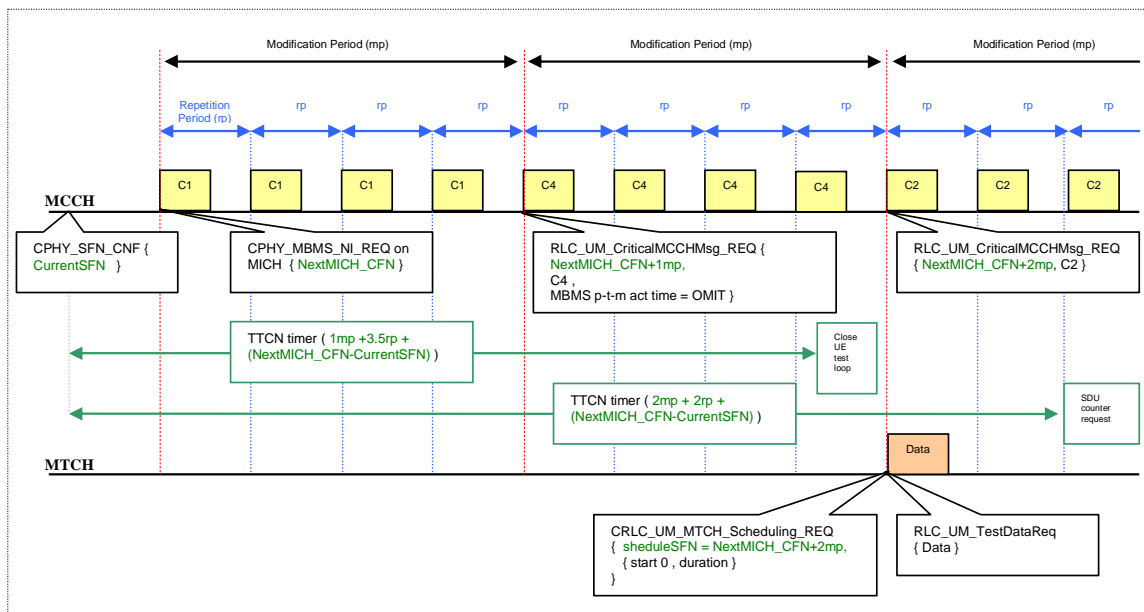 Modification Period (mp)
Modification Period (mp)
Modification Period (mp)
Repetition
Period (rp)
rp
rp
rp
rp
rp
rp
rp
rp
rp
rp
C1
C1
C1
C1
C4
C4
C4
C4
C2
C2
C2
MCCH
CPHY_SFN_CNF {
CurrentSFN }
CPHY_MBMS_NI_REQ on
MICH { NextMICH_CFN }
RLC_UM_CriticalMCCHMsg_REQ {
NextMICH_CFN+1mp,
C4 ,
MBMS p-t-m act time = OMIT }
RLC_UM_CriticalMCCHMsg_REQ
{ NextMICH_CFN+2mp, C2 }
TTCN timer ( 1mp +3.5rp +
(NextMICH_CFN-CurrentSFN) )
Close
UE
test
loop
TTCN timer ( 2mp + 2rp +
(NextMICH_CFN-CurrentSFN) )
SDU
counter
request
Data
MTCH
CRLC_UM_MTCH_Scheduling_REQ
{ sheduleSFN = NextMICH_CFN+2mp,
{ start 0 , duration }
}
RLC_UM_TestDataReq
{ Data }